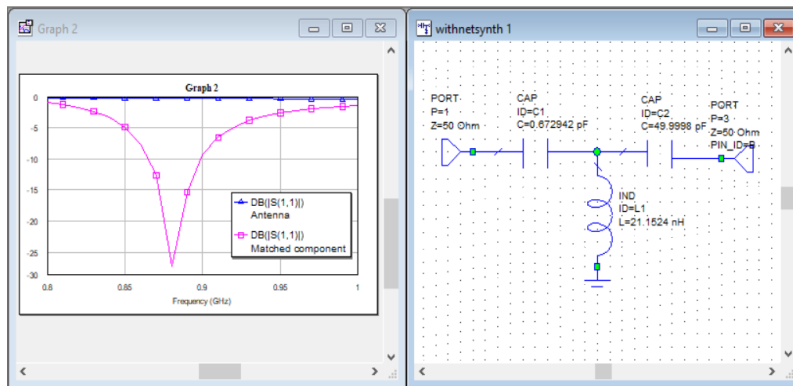 Graph 2
Graph 2
0
-5
-10
-15
-20
-25
-30
0.8
0.85
0.9
0.95
1
Frequency (GHz)
DB(|S(1,1)|)
Antenna
DB(|S(1,1)|)
Matched component
withnetsynth 1
PORT
P=1
Z=50 Ohm
CAP
ID=C1
C=0.672942 pF
CAP
ID=C2
C=49.9998 pF
PORT
P=3
Z=50 Ohm
IND
ID=L1
L=21.1524 nH